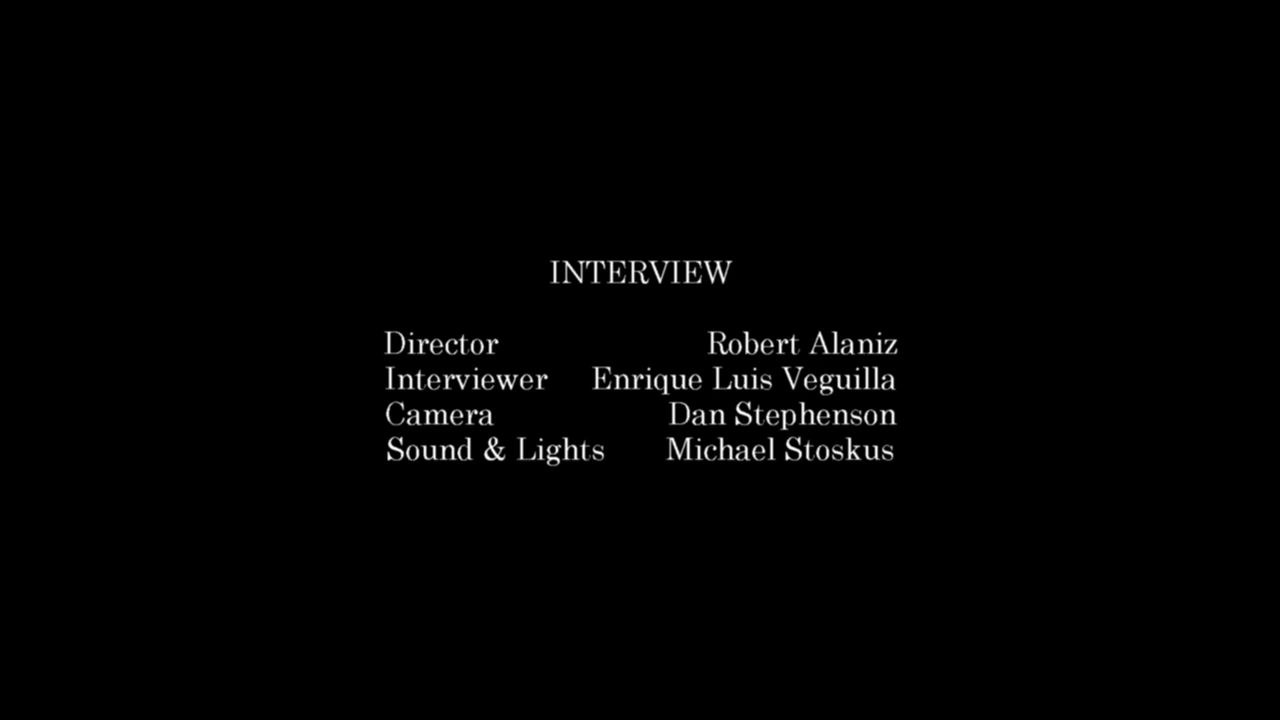 INTERVIEW
Director Robert Alaniz
Interviewer Enrique Luis Veguilla
Camera Dan Stephenson
Sound & Lights Michael Stoskus